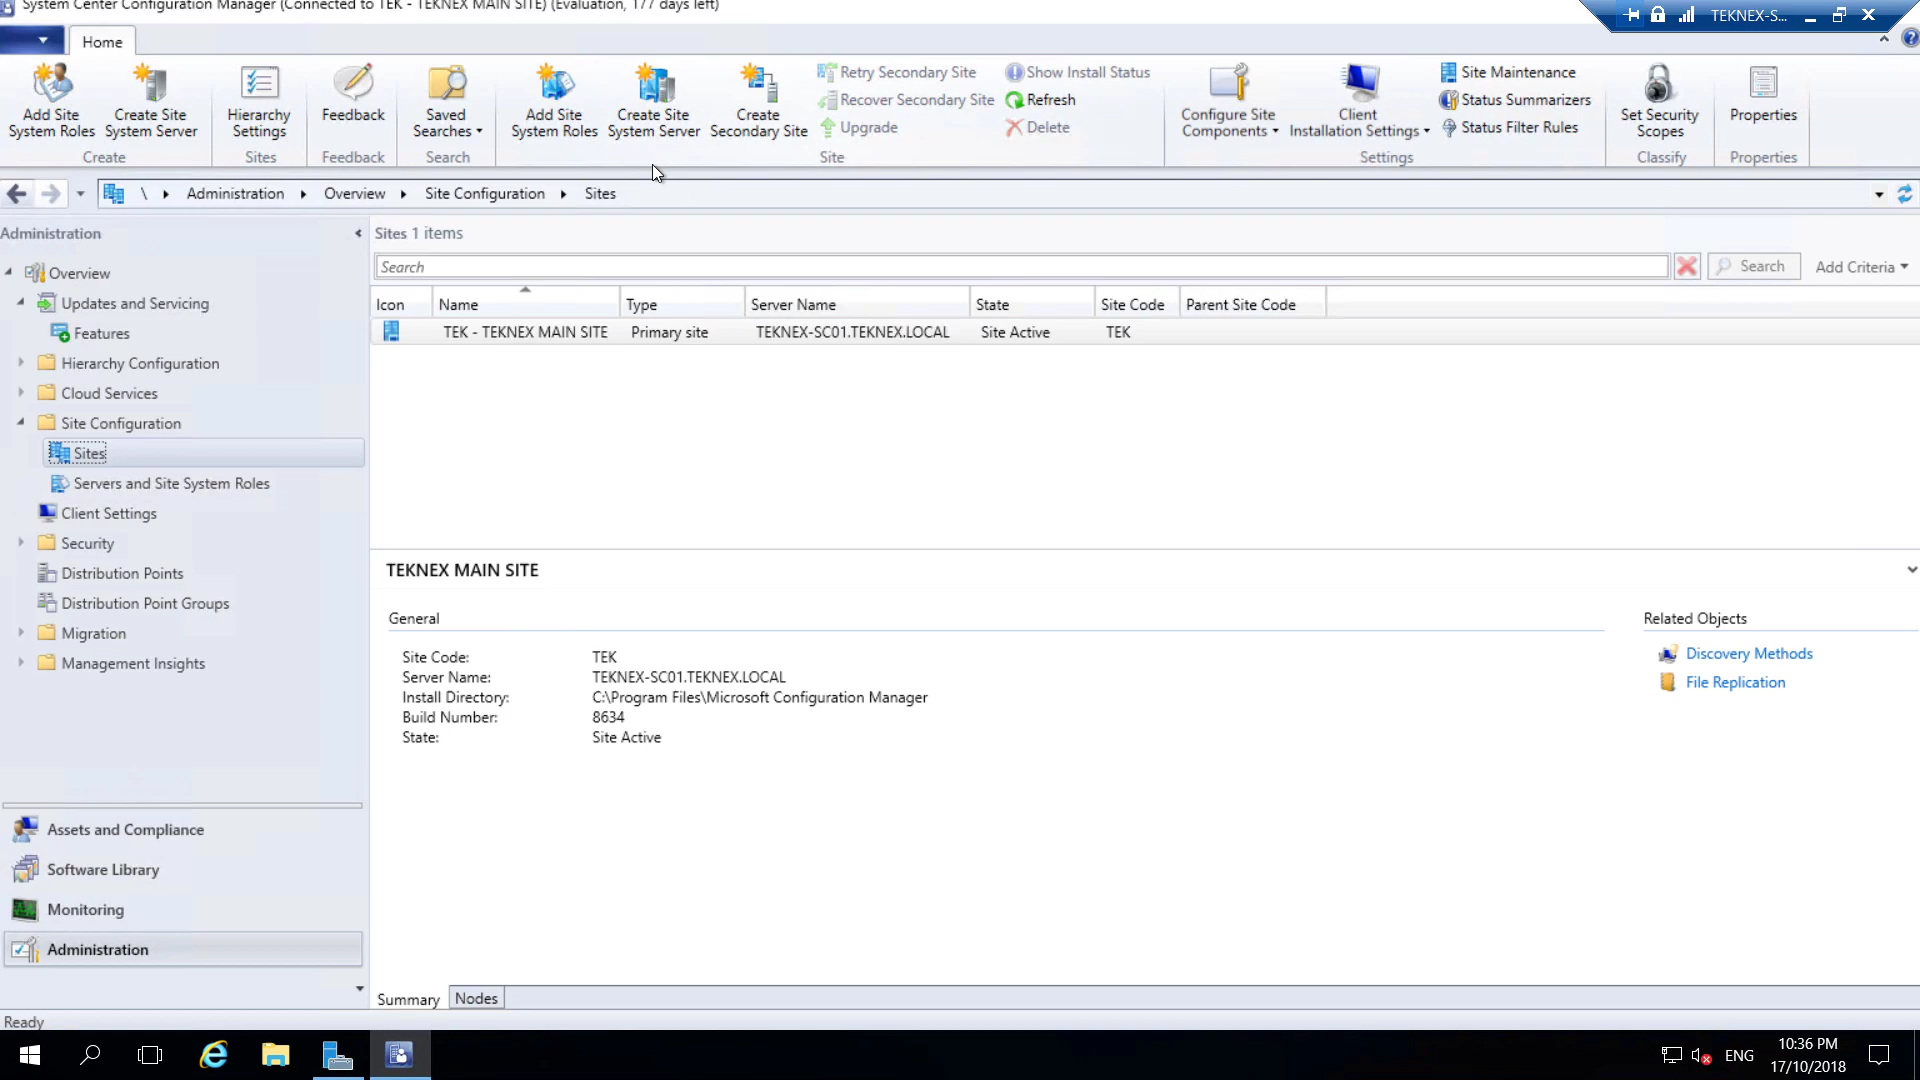 System Center Configuration Manager (Connected to TEK - TEKNEX MAIN SITE) (Evaluation, 177 days left)
TEKNEX-S...
Home
Add Site System Roles
Create Site System Server
Create
Hierarchy Settings
Sites
Feedback
Feedback
Saved Searches
Search
Add Site System Roles
Create Site System Server
Create Secondary Site
Retry Secondary Site
Recover Secondary Site
Upgrade
Show Install Status
Refresh
Delete
Site
Configure Site Components
Client Installation Settings
Site Maintenance
Status Summarizers
Status Filter Rules
Settings
Set Security Scopes
Classify
Properties
Properties
\ Administration Overview Site Configuration Sites
Administration
Overview
Updates and Servicing
Features
Hierarchy Configuration
Cloud Services
Site Configuration
Sites
Servers and Site System Roles
Client Settings
Security
Distribution Points
Distribution Point Groups
Migration
Management Insights
Assets and Compliance
Software Library
Monitoring
Administration
Sites 1 items
Search
Search
Add Criteria
Icon Name Type Server Name State Site Code Parent Site Code
TEK - TEKNEX MAIN SITE Primary site TEKNEX-SC01.TEKNEX.LOCAL Site Active TEK
TEKNEX MAIN SITE
General
Site Code: TEK
Server Name: TEKNEX-SC01.TEKNEX.LOCAL
Install Directory: C:\Program Files\Microsoft Configuration Manager
Build Number: 8634
State: Site Active
Related Objects
Discovery Methods
File Replication
Summary Nodes
Ready
ENG
10:36 PM
17/10/2018